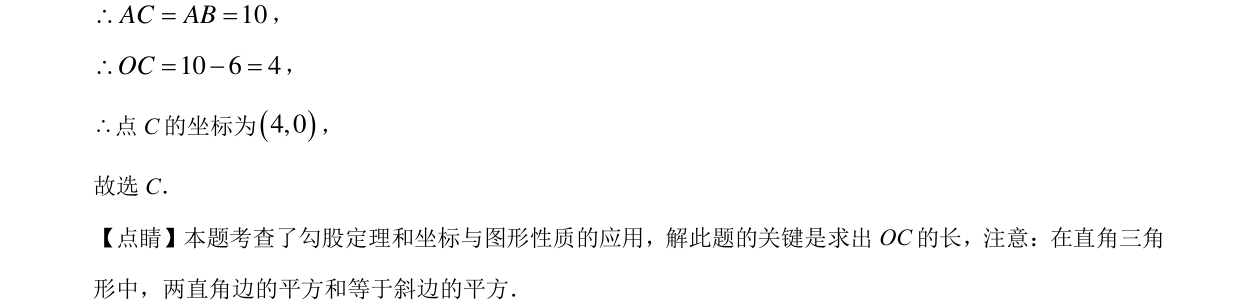 ∴AC=AB=10，
∴OC=10−6=4，
∴点 C 的坐标为(4,0)，
故选 C．
【点睛】本题考查了勾股定理和坐标与图形性质的应用，解此题的关键是求出 OC 的长，注意：在直角三角
形中，两直角边的平方和等于斜边的平方．